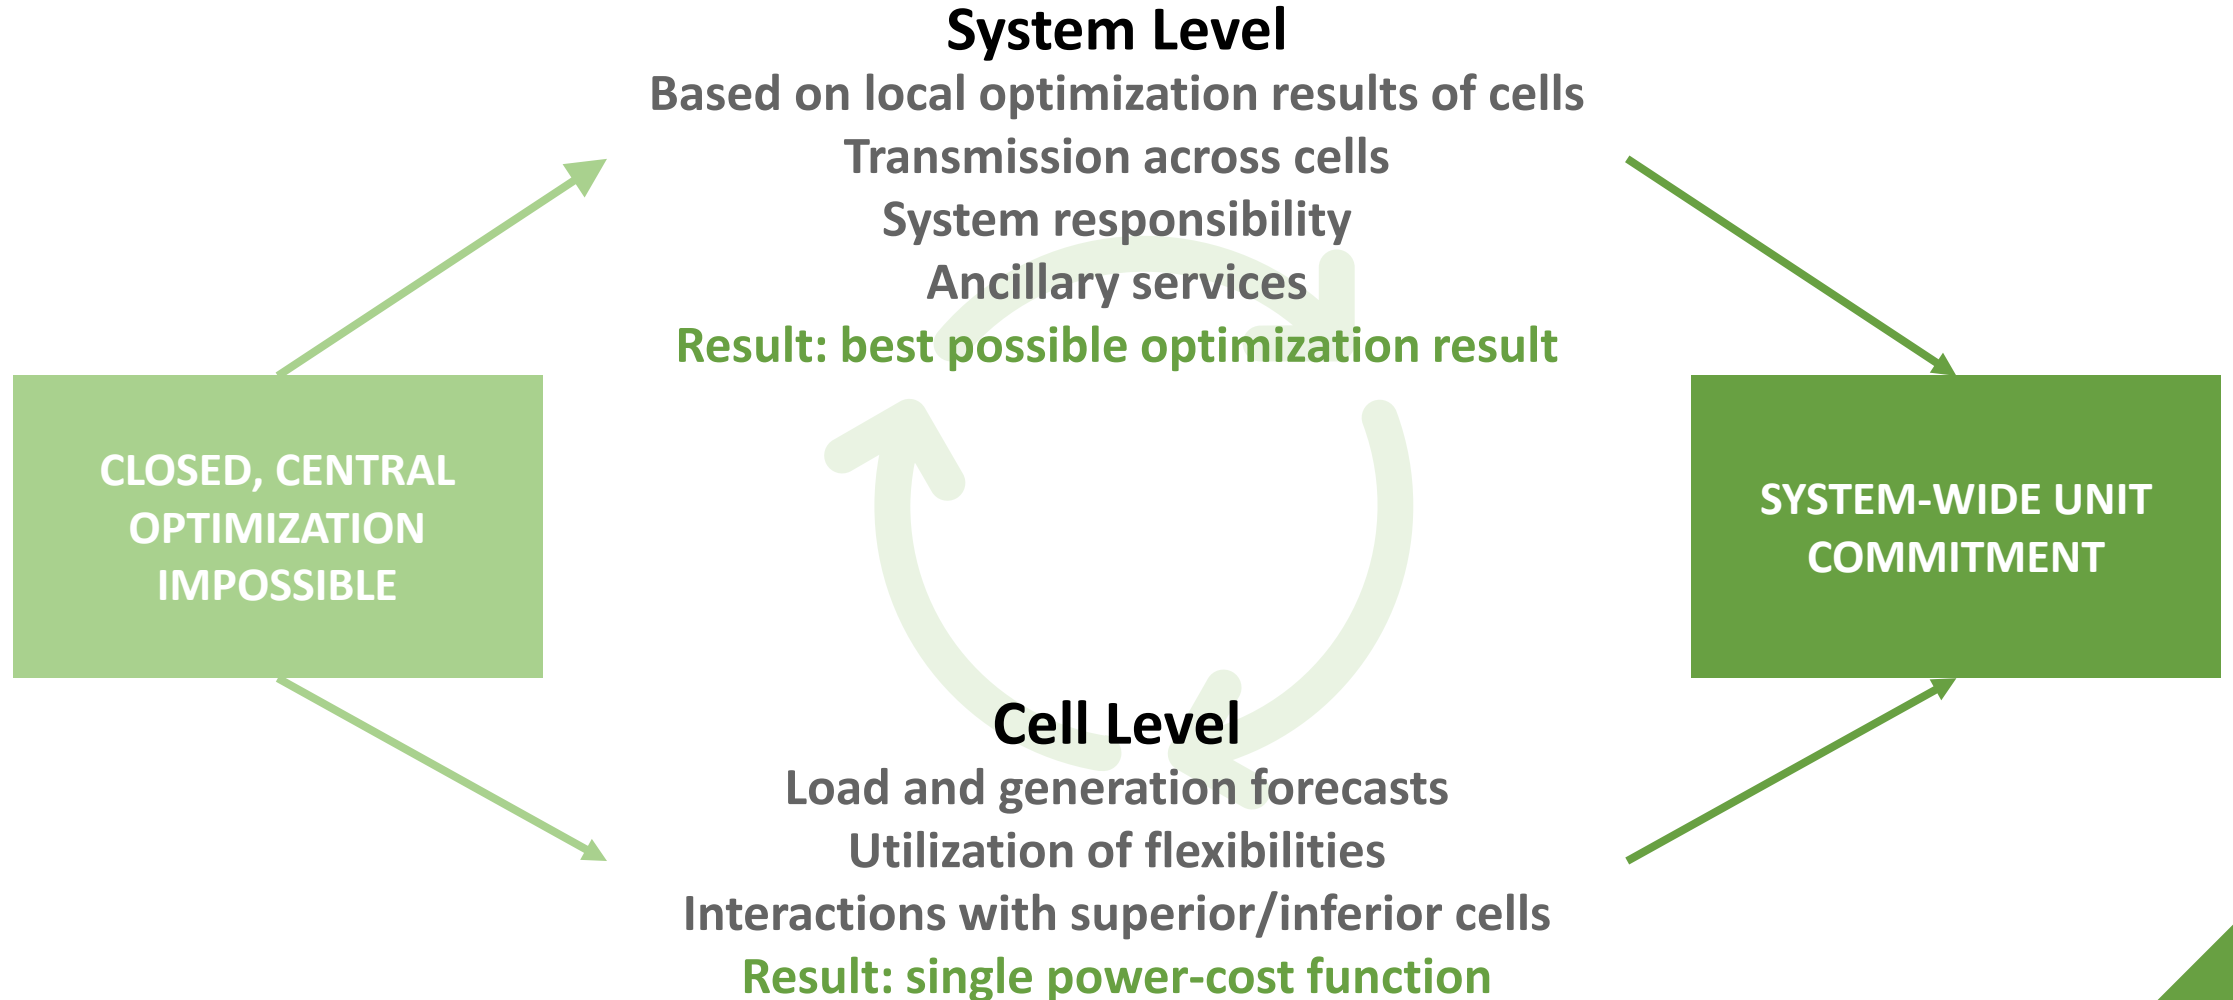 System Level
Based on local optimization results of cells
Transmission across cells
System responsibility
Ancillary services
Result: best possible optimization result
CLOSED, CENTRAL
OPTIMIZATION
IMPOSSIBLE
SYSTEM-WIDE UNIT
COMMITMENT
Cell Level
Load and generation forecasts
Utilization of flexibilities
Interactions with superior/inferior cells
Result: single power-cost function